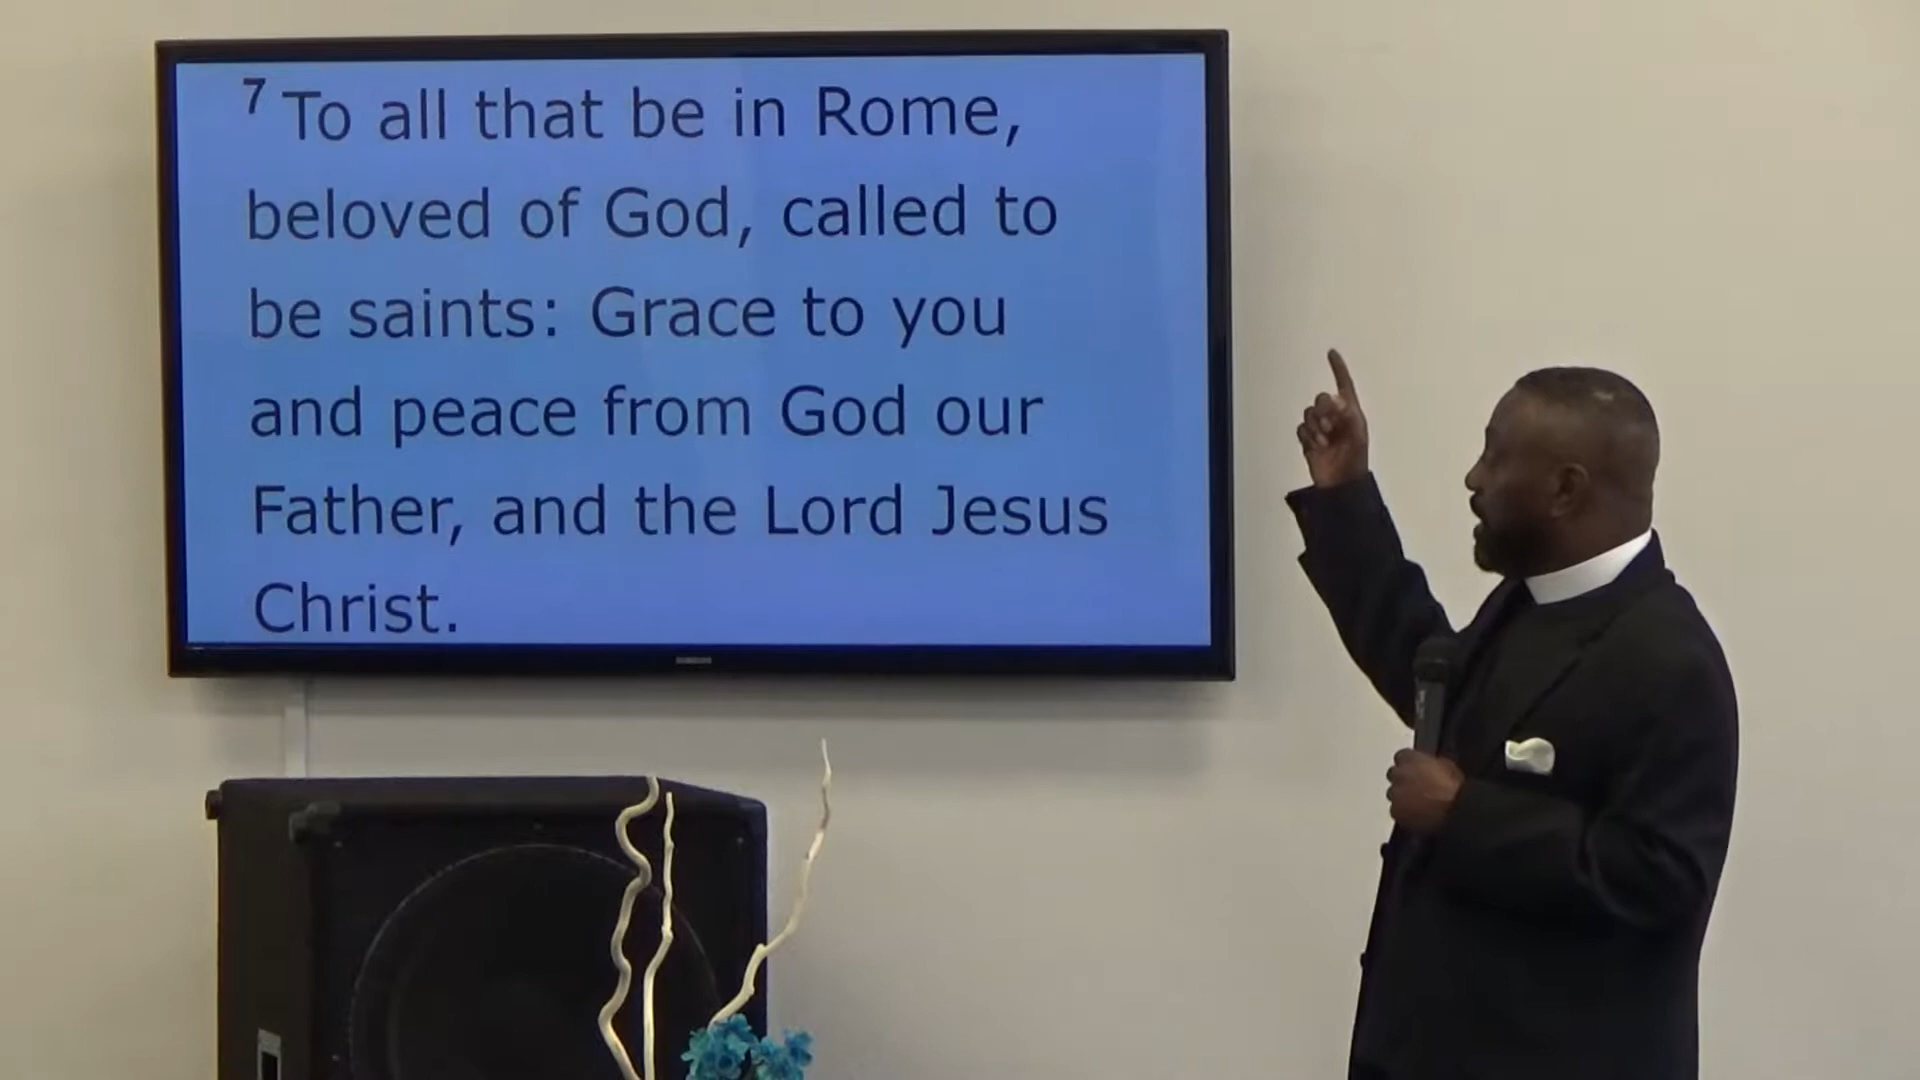 7 To all that be in Rome,
beloved of God, called to
be saints: Grace to you
and peace from God our
Father, and the Lord Jesus
Christ.